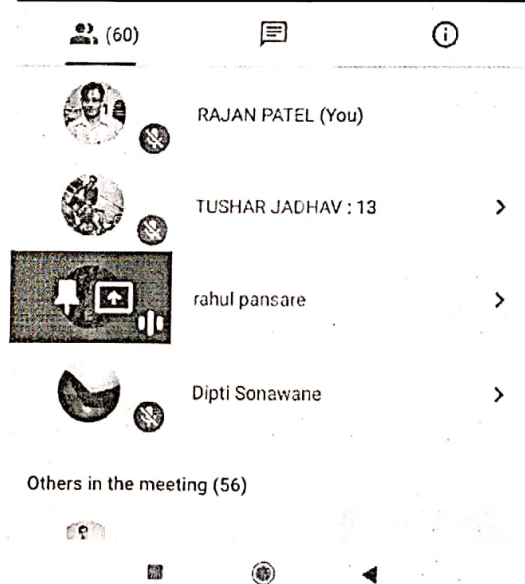 (60)
RAJAN PATEL (You)
TUSHAR JADHAV : 13
rahul pansare
Dipti Sonawane
Others in the meeting (56)